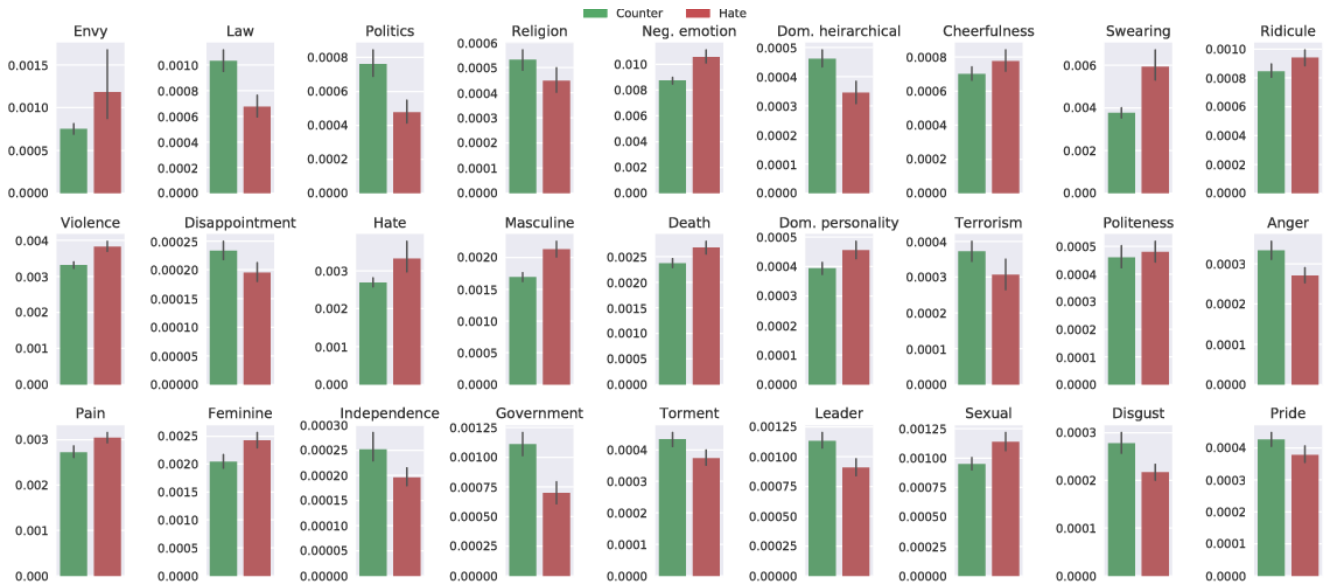 Counter Hate
Envy Law Politics Religion Neg. emotion Dom. heirarchical Cheerfulness Swearing Ridicule
0.0015 0.0010 0.0005 0.0000
0.0010 0.0008 0.0006 0.0004 0.0002 0.0000
0.0008 0.0006 0.0004 0.0002 0.0000
0.0006 0.0005 0.0004 0.0003 0.0002 0.0001 0.0000
0.010 0.008 0.006 0.004 0.002 0.000
0.0005 0.0004 0.0003 0.0002 0.0001 0.0000
0.0008 0.0006 0.0004 0.0002 0.0000
0.006 0.004 0.002 0.000
0.0010 0.0008 0.0006 0.0004 0.0002 0.0000
Violence Disappointment Hate Masculine Death Dom. personality Terrorism Politeness Anger
0.004 0.003 0.002 0.001 0.000
0.00025 0.00020 0.00015 0.00010 0.00005 0.00000
0.003 0.002 0.001 0.000
0.0020 0.0015 0.0010 0.0005 0.0000
0.0025 0.0020 0.0015 0.0010 0.0005 0.0000
0.0005 0.0004 0.0003 0.0002 0.0001 0.0000
0.0004 0.0003 0.0002 0.0001 0.0000
0.0005 0.0004 0.0003 0.0002 0.0001 0.0000
0.0003 0.0002 0.0001 0.0000
Pain Feminine Independence Government Torment Leader Sexual Disgust Pride
0.003 0.002 0.001 0.000
0.0025 0.0020 0.0015 0.0010 0.0005 0.0000
0.00030 0.00025 0.00020 0.00015 0.00010 0.00005 0.00000
0.00125 0.00100 0.00075 0.00050 0.00025 0.00000
0.0004 0.0003 0.0002 0.0001 0.0000
0.00125 0.00100 0.00075 0.00050 0.00025 0.00000
0.00125 0.00100 0.00075 0.00050 0.00025 0.00000
0.0003 0.0002 0.0001 0.0000
0.0004 0.0003 0.0002 0.0001 0.0000